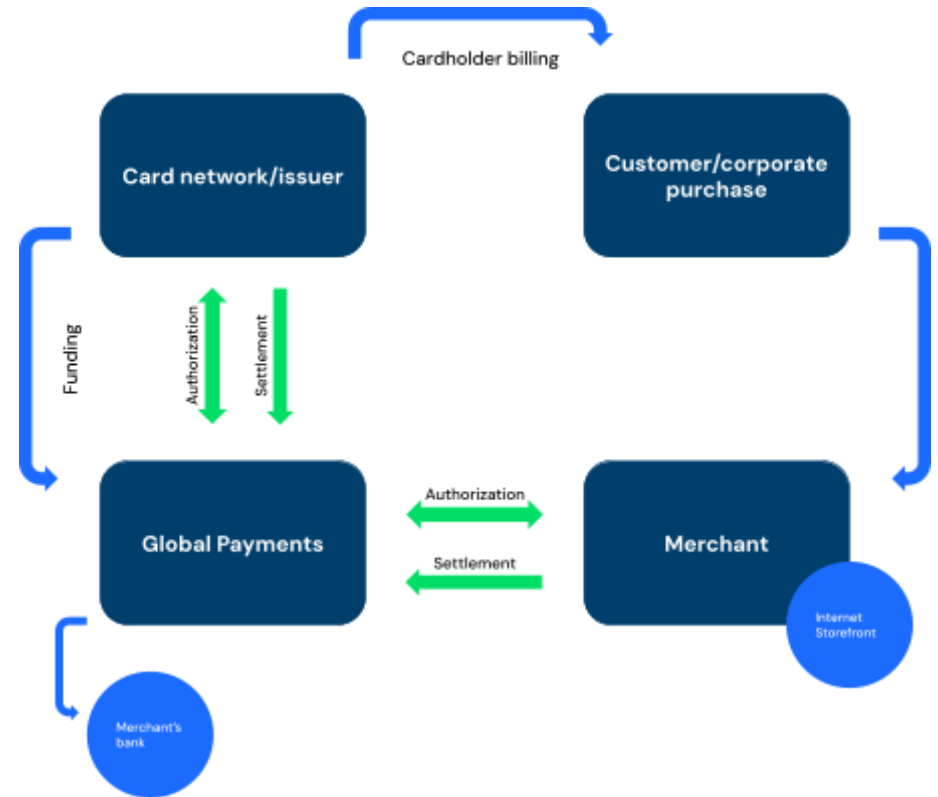 Cardholder billing
Card network/issuer
Customer/corporate
purchase
Funding
Authorization
Settlement
Authorization
Settlement
Global Payments
Merchant
Internet
Storefront
Merchant's
bank